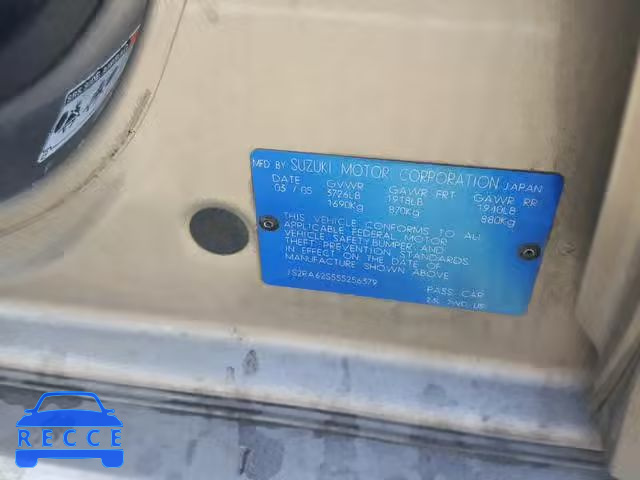 MFD BY SUZUKI MOTOR CORPORATION JAPAN
DATE GVWR GAWR FRT GAWR RR
05 / 05 3726LB 1918LB 1940LB
1690Kg 870Kg 880Kg
THIS VEHICLE CONFORMS TO ALL
APPLICABLE FEDERAL MOTOR
VEHICLE SAFETY BUMPER AND
THEFT PREVENTION STANDARDS
IN EFFECT ON THE DATE OF
MANUFACTURE SHOWN ABOVE
JS2RA62S555256379 PASS CAR
RECCE